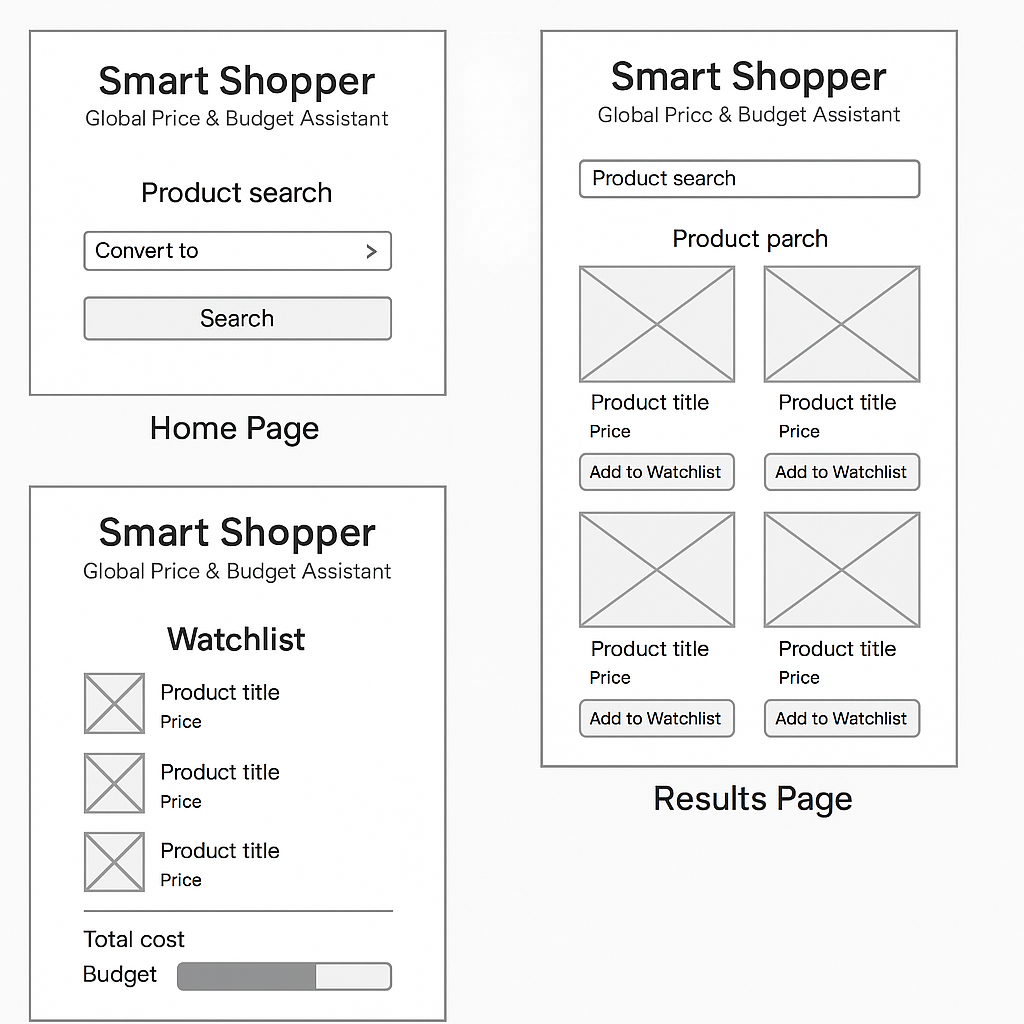 Smart Shopper
Global Price & Budget Assistant
Product search
Convert to >
Search
Home Page
Smart Shopper
Global Price & Budget Assistant
Watchlist
Product title
Price
Product title
Price
Product title
Price
Total cost
Budget
Smart Shopper
Global Pricc & Budget Assistant
Product search
Product parch
Product title Product title
Price Price
Add to Watchlist Add to Watchlist
Product title Product title
Price Price
Add to Watchlist Add to Watchlist
Results Page